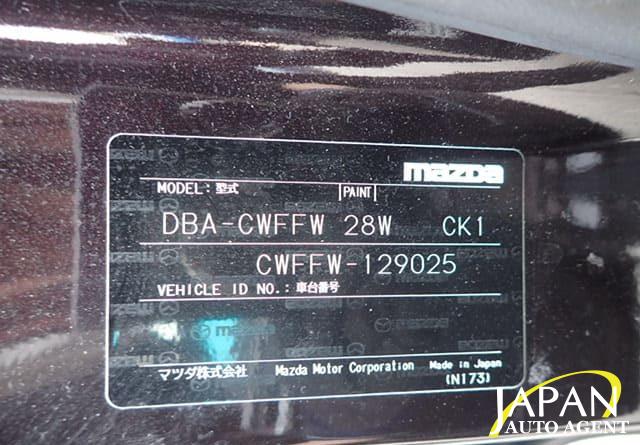 mazda
MODEL: 型式 PAINT
DBA-CWFFW 28W CK1
CWFFW-129025
VEHICLE ID NO.: 車台番号
マツダ株式会社 Mazda Motor Corporation Made in Japan
(N173)
JAPAN
AUTO AGENT